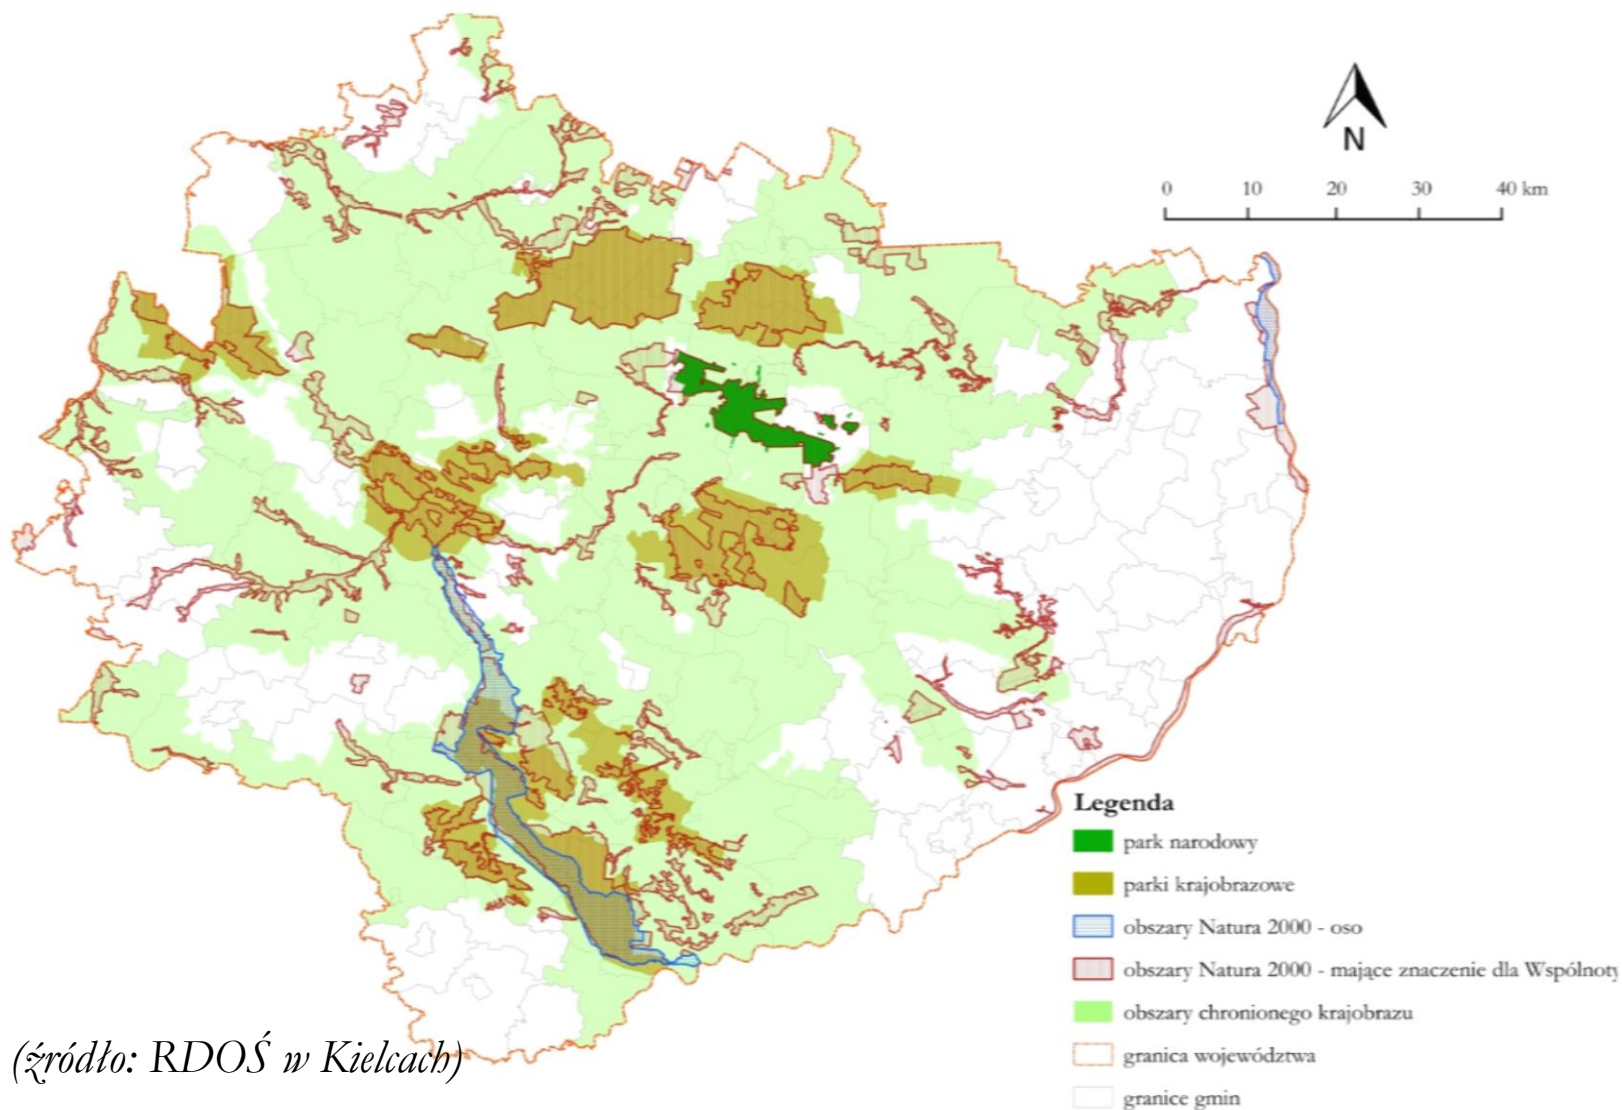 N
0 10 20 30 40 km
Legenda
park narodowy
parki krajobrazowe
obszary Natura 2000 - oso
obszary Natura 2000 - mające znaczenie dla Wspólnoty
obszary chronionego krajobrazu
granica województwa
granice gmin
(źródło: RDOŚ w Kielcach)